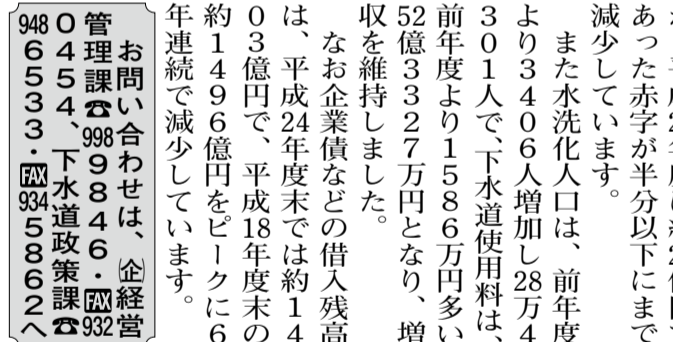 あった赤字が半分以下にまで
減少しています。
また水洗化人口は、前年度
より3406人増加し28万4
301人で、下水道使用料は、
前年度より1586万円多い
52億3327万円となり、増
収を維持しました。
なお企業債などの借入残高
は、平成24年度末では約14
03億円で、平成18年度末の
約1496億円をピークに6
年連続で減少しています。
お問い合わせは、㊭経営
管理課☎998 9846・FAX932
0454、下水道政策課☎
948 6533・FAX934 5862へ